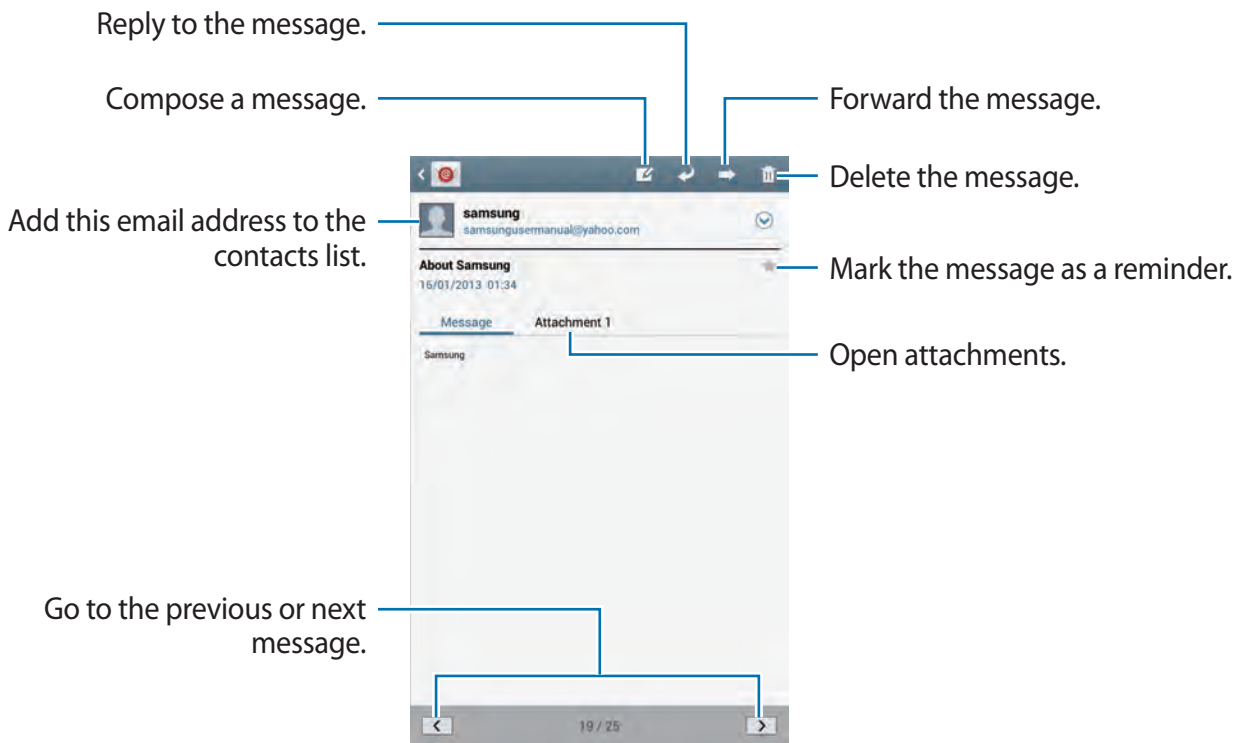 Reply to the message.
Compose a message.
Forward the message.
Delete the message.
samsung
samsungusermanual@yahoo.com
Add this email address to the
contacts list.
About Samsung
16/01/2013 01:34
Mark the message as a reminder.
Message Attachment 1
Samsung
Open attachments.
Go to the previous or next
message.
19 / 25